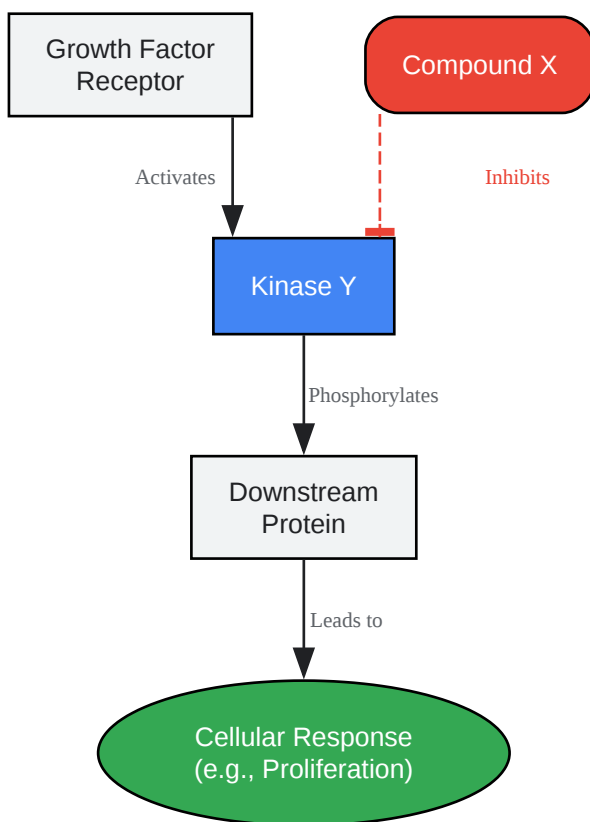 Growth Factor
Receptor
Compound X
Activates
Inhibits
Kinase Y
Phosphorylates
Downstream
Protein
Leads to
Cellular Response
(e.g., Proliferation)